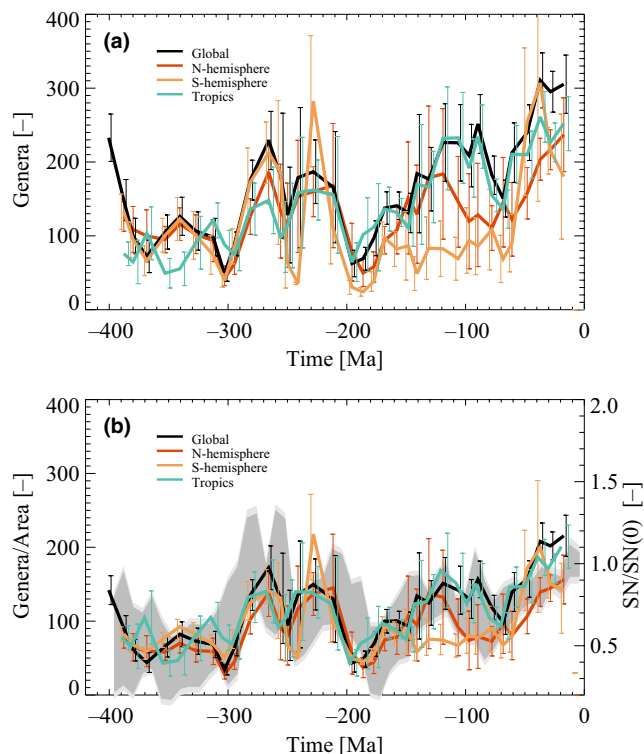 400
(a)
Global
N-hemisphere
S-hemisphere
Tropics
300
200
100
0
Genera [–]
–400 –300 –200 –100 0
Time [Ma]
400 2.0
(b)
Global
N-hemisphere
S-hemisphere
Tropics
300 1.5
200 1.0
100 0.5
0
Genera/Area [–]
SN/SN(0) [–]
–400 –300 –200 –100 0
Time [Ma]